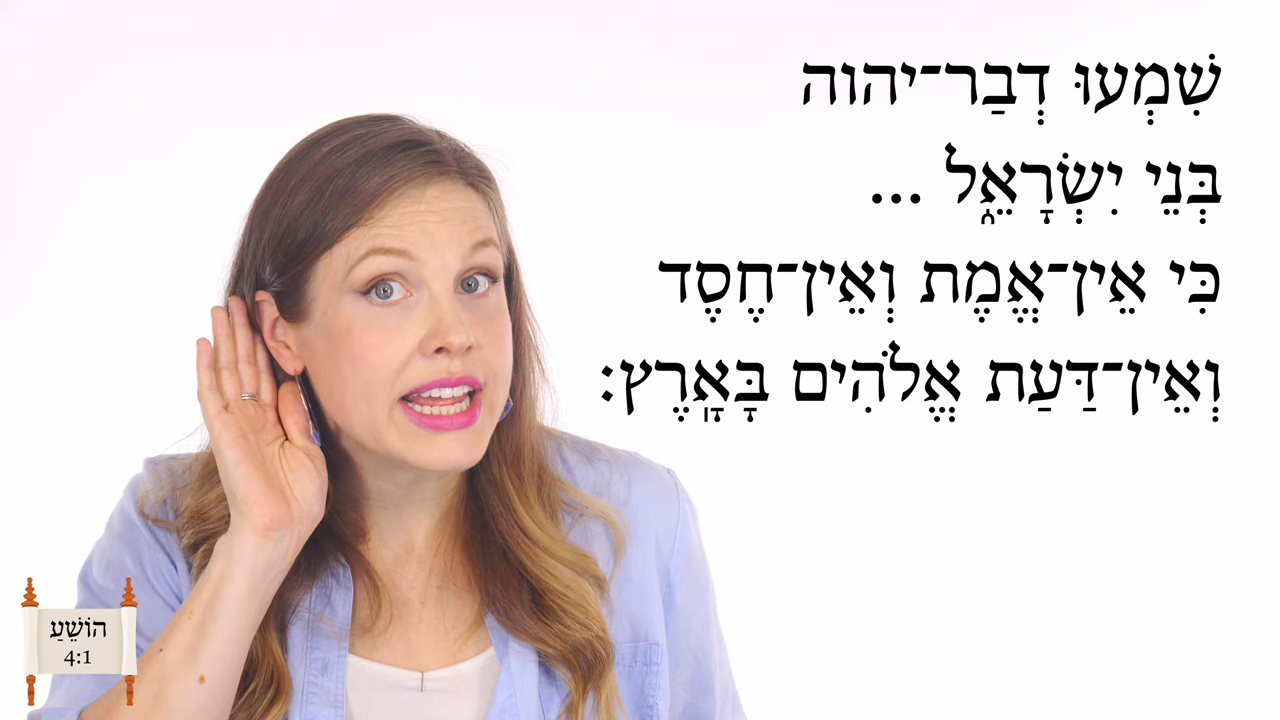 שִׁמְעוּ דְבַר־יהוה
בְּנֵי יִשְׂרָאֵ֑ל ...
כִּי אֵין־אֱמֶת וְאֵין־חֶסֶד
וְאֵין־דַּעַת אֱלֹהִים בָּאָֽרֶץ׃
הוֹשֵׁעַ
4:1